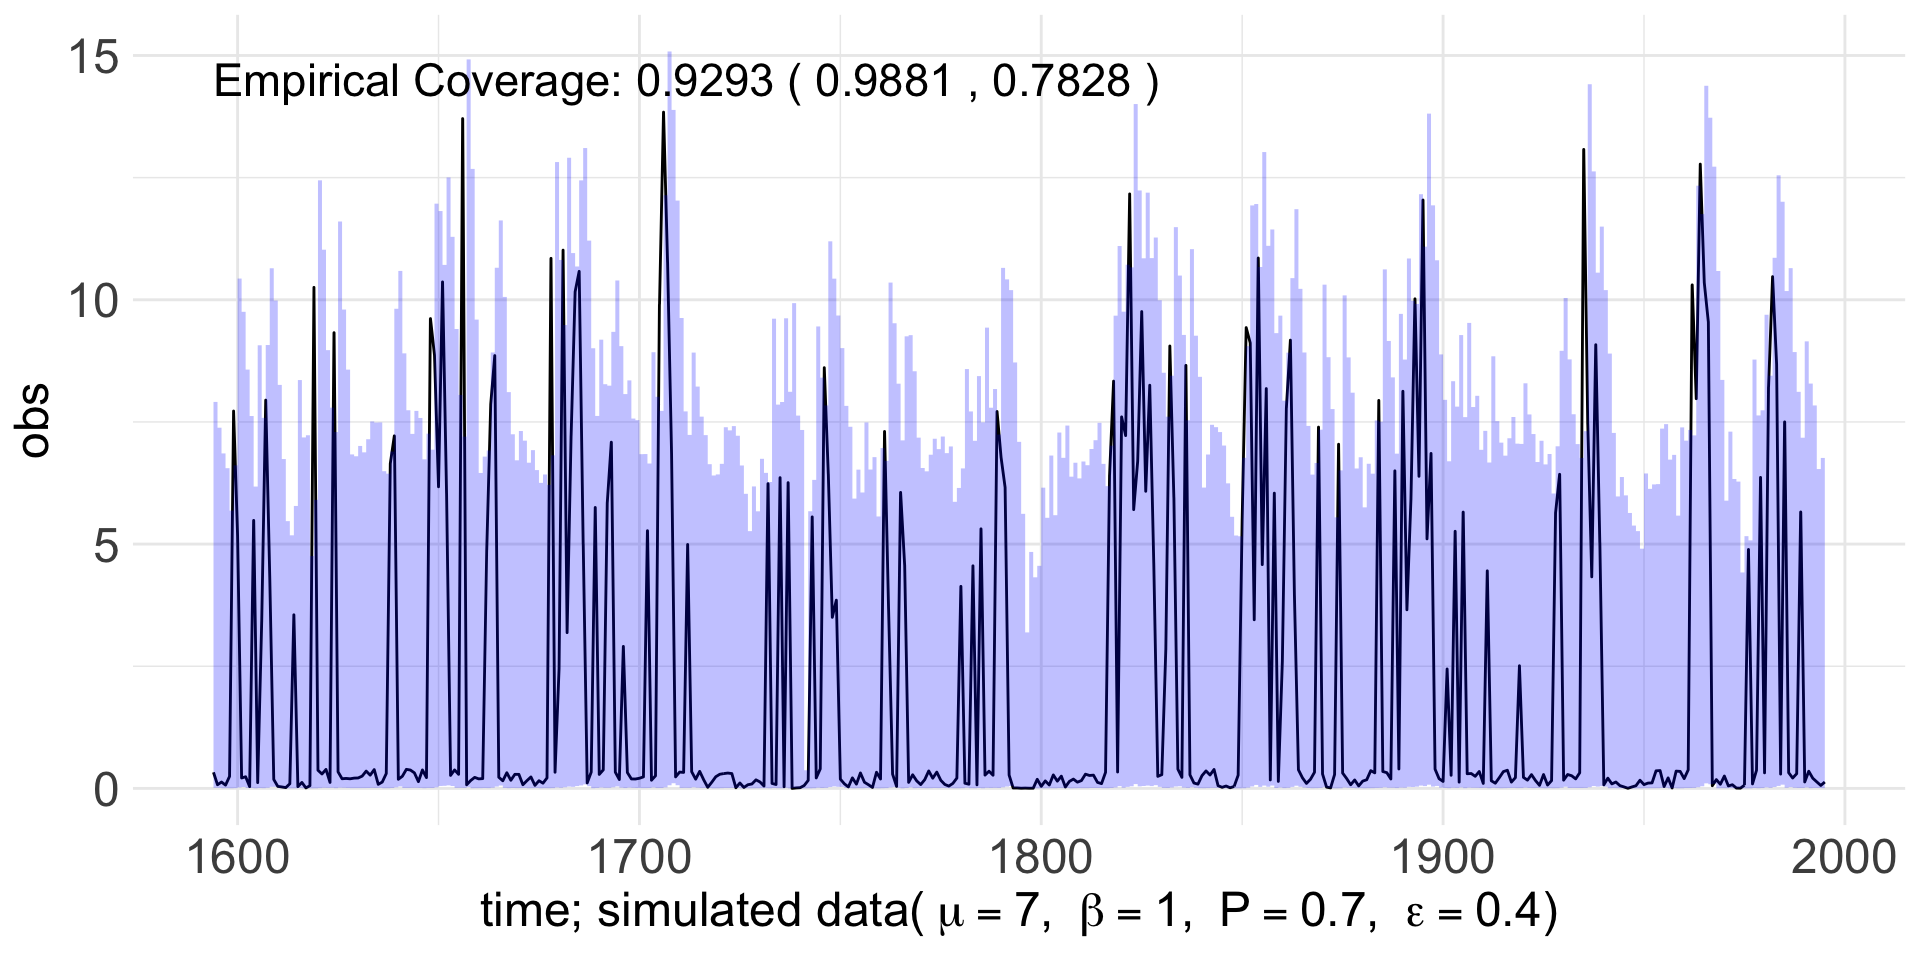 15
Empirical Coverage: 0.9293 ( 0.9881 , 0.7828 )
10
obs
5
0
1600 1700 1800 1900 2000
time; simulated data( μ = 7, β = 1, P = 0.7, ε = 0.4)